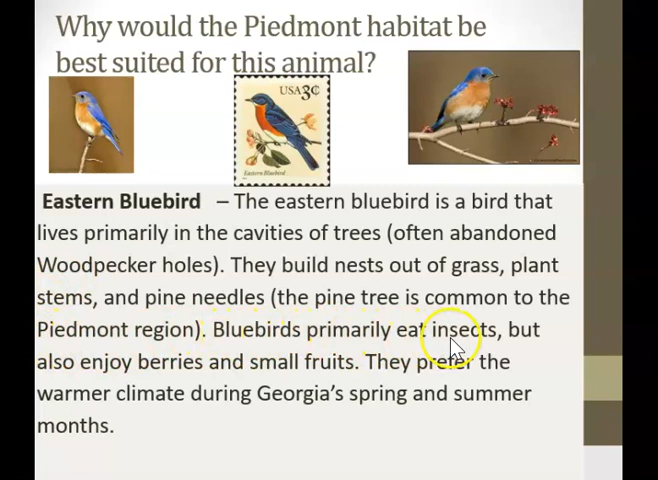 Why would the Piedmont habitat be
best suited for this animal?
USA3¢
Eastern Bluebird
Eastern Bluebird – The eastern bluebird is a bird that
lives primarily in the cavities of trees (often abandoned
Woodpecker holes). They build nests out of grass, plant
stems, and pine needles (the pine tree is common to the
Piedmont region). Bluebirds primarily eat insects, but
also enjoy berries and small fruits. They prefer the
warmer climate during Georgia’s spring and summer
months.